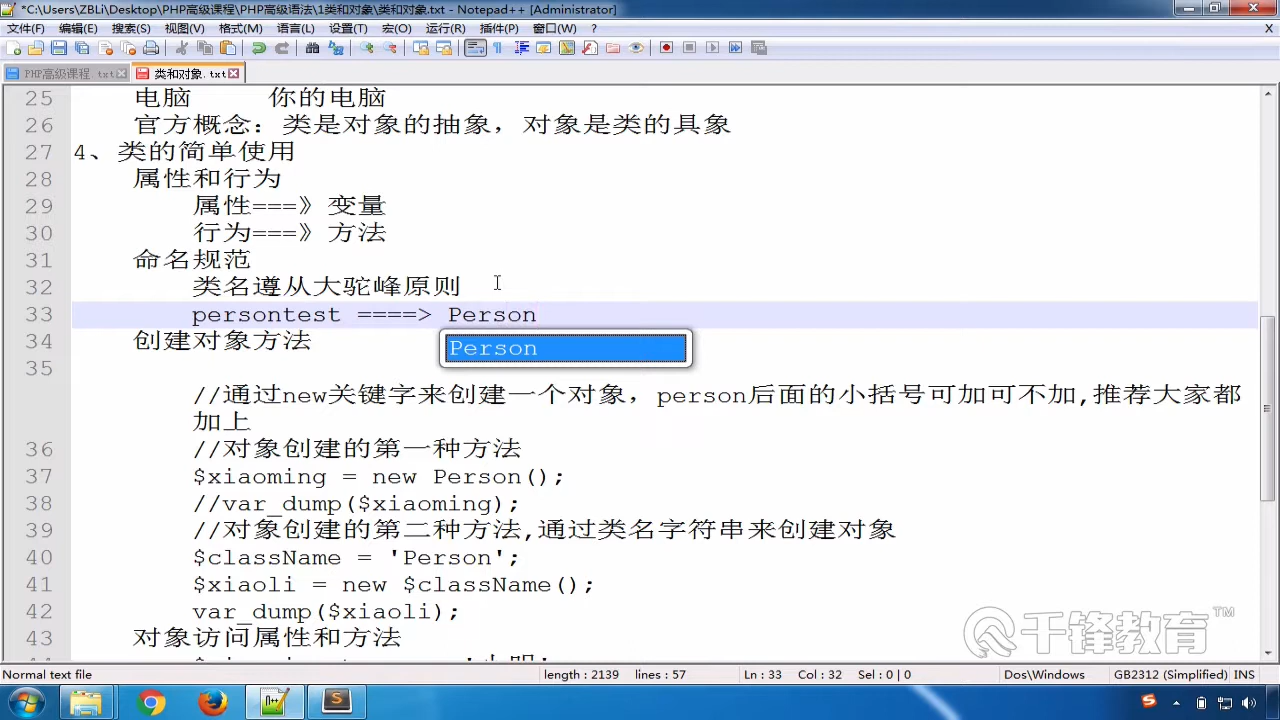 *C:\Users\ZBLi\Desktop\PHP高级课程\PHP高级语法\1类和对象\类和对象.txt - Notepad++ [Administrator]
文件(F) 编辑(E) 搜索(S) 视图(V) 格式(M) 语言(L) 设置(T) 宏(O) 运行(R) 插件(P) 窗口(W) ? X
PHP高级课程 txt 类和对象.txt
25 电脑 你的电脑
26 官方概念：类是对象的抽象，对象是类的具象
27 4、类的简单使用
28 属性和行为
29 属性===》变量
30 行为===》方法
31 命名规范
32 类名遵从大驼峰原则
33 persontest ====> Person
Person
34 创建对象方法
35
//通过new关键字来创建一个对象，person后面的小括号可加可不加,推荐大家都
加上
36 //对象创建的第一种方法
37 $xiaoming = new Person();
38 //var_dump($xiaoming);
39 //对象创建的第二种方法,通过类名字符串来创建对象
40 $className = 'Person';
41 $xiaoli = new $className();
42 var_dump($xiaoli);
43 对象访问属性和方法
千锋教育™
Normal text file length : 2139 lines : 57 Ln : 33 Col : 32 Sel : 0 | 0 Dos\Windows GB2312 (Simplified) INS